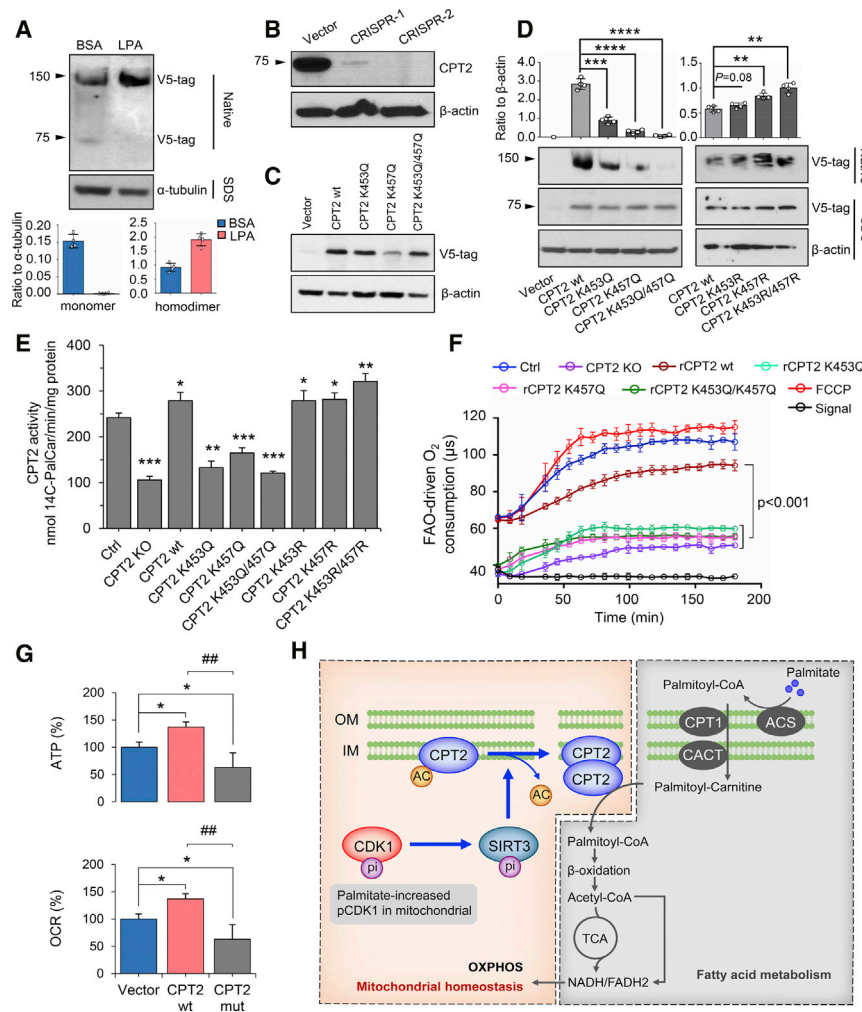 A
BSA LPA
150
V5-tag
75
V5-tag
Native
α-tubulin
SDS
Ratio to α-tubulin
0.20
0.15
0.10
0.05
0.00
monomer
2.5
2.0
1.5
1.0
0.5
0.0
homodimer
BSA
LPA
B
Vector
CRISPR-1
CRISPR-2
75
CPT2
β-actin
C
Vector
CPT2 wt
CPT2 K453Q
CPT2 K457Q
CPT2 K453Q/457Q
V5-tag
β-actin
D
Ratio to β-actin
4.0
3.0
2.0
1.0
0.0
****
****
***
1.5
1.0
0.5
0.0
**
**
P=0.08
150
V5-tag
75
V5-tag
β-actin
Vector
CPT2 wt
CPT2 K453Q
CPT2 K457Q
CPT2 K453Q/457Q
CPT2 wt
CPT2 K453R
CPT2 K457R
CPT2 K453R/457R
E
CPT2 activity
nmol 14C-PalCar/min/mg protein
400
300
200
100
0
***
*
**
***
***
*
*
**
Ctrl
CPT2 KO
CPT2 wt
CPT2 K453Q
CPT2 K457Q
CPT2 K453Q/457Q
CPT2 K453R
CPT2 K457R
CPT2 K453R/457R
F
Ctrl CPT2 KO rCPT2 wt rCPT2 K453Q
rCPT2 K457Q rCPT2 K453Q/K457Q FCCP
Signal
FAO-driven O2
consumption (µs)
120
100
80
60
40
p<0.001
0 50 100 150 200
Time (min)
G
##
*
*
ATP (%)
200
150
100
50
0
##
*
*
OCR (%)
200
150
100
50
0
Vector
CPT2
wt
CPT2
mut
H
OM
IM
CPT2
AC
AC
CPT2
CPT2
CDK1
pi
SIRT3
pi
Palmitate-increased
pCDK1 in mitochondrial
OXPHOS
Mitochondrial homeostasis
Palmitate
Palmitoyl-CoA
CPT1
ACS
CACT
Palmitoyl-Carnitine
Palmitoyl-CoA
β-oxidation
Acetyl-CoA
TCA
NADH/FADH2
Fatty acid metabolism